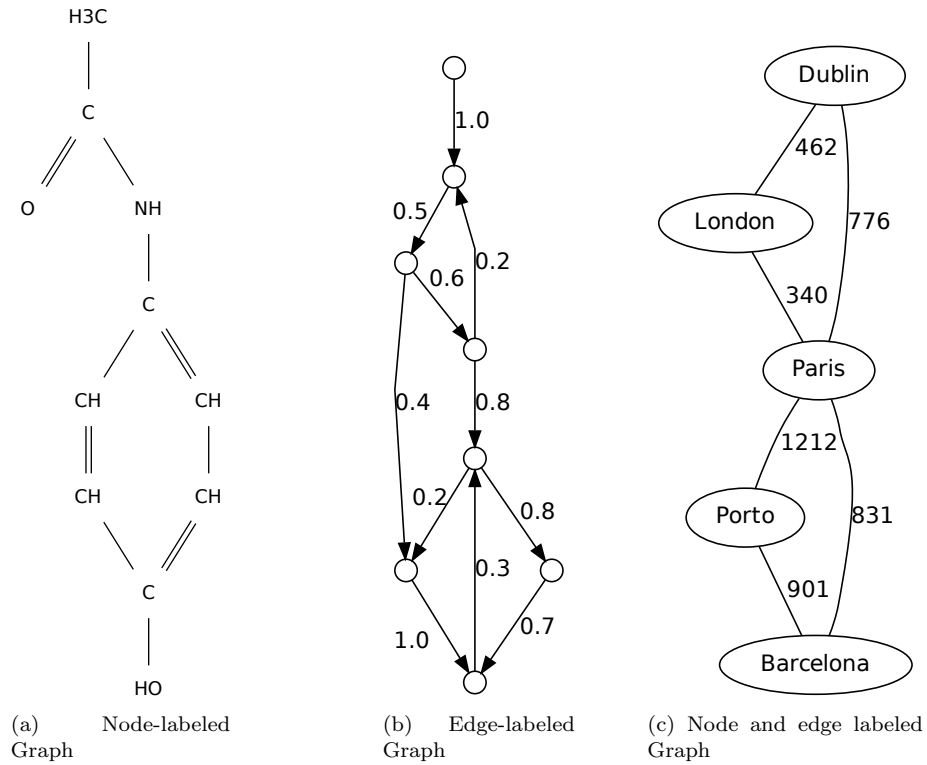 H3C
C
O
NH
C
CH
CH
CH
CH
C
HO
(a) Node-labeled
Graph
1.0
0.5
0.6
0.2
0.4
0.8
0.2
0.8
0.3
1.0
0.7
(b) Edge-labeled
Graph
Dublin
462
London
776
340
Paris
1212
Porto
831
901
Barcelona
(c) Node and edge labeled
Graph